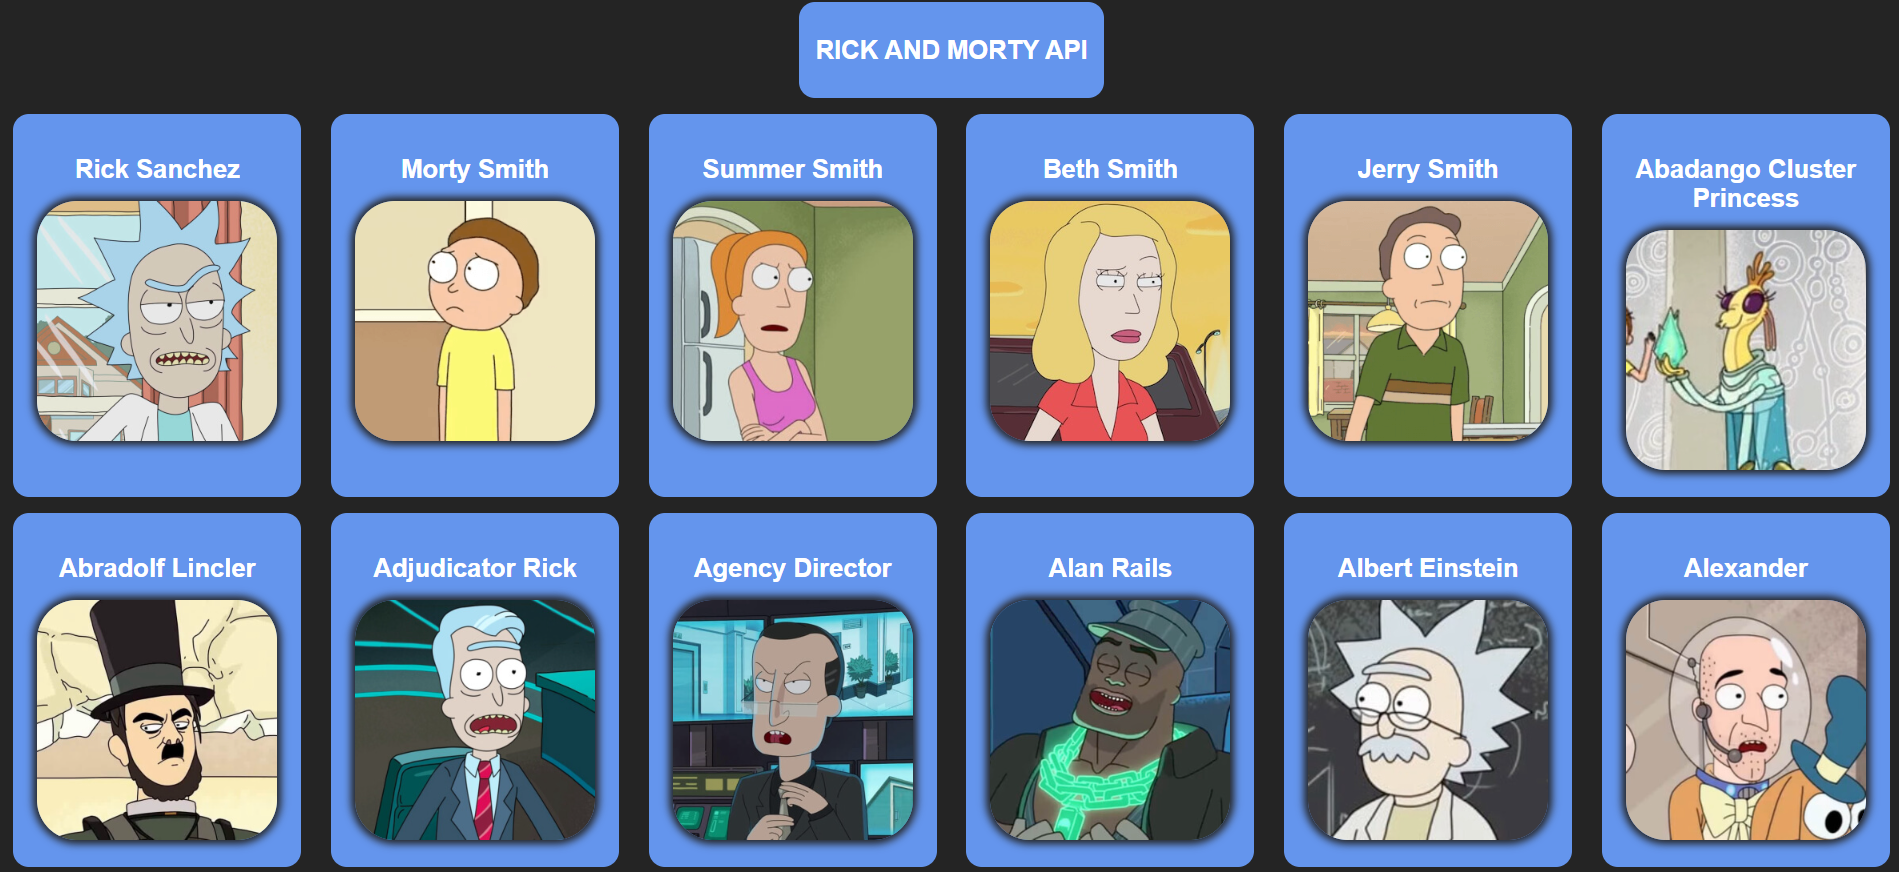 RICK AND MORTY API
Rick Sanchez
Morty Smith
Summer Smith
Beth Smith
Jerry Smith
Abadango Cluster
Princess
Abradolf Lincler
Adjudicator Rick
Agency Director
Alan Rails
Albert Einstein
Alexander